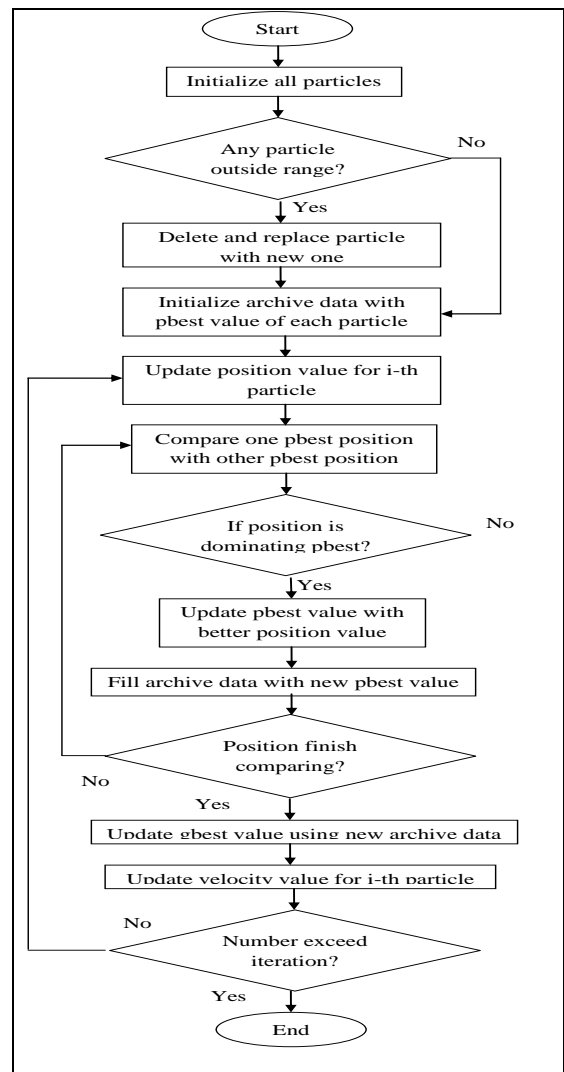 Start
Initialize all particles
Any particle
outside range?
No
Yes
Delete and replace particle
with new one
Initialize archive data with
pbest value of each particle
Update position value for i-th
particle
Compare one pbest position
with other pbest position
If position is
dominating pbest?
No
Yes
Update pbest value with
better position value
Fill archive data with new pbest value
Position finish
comparing?
No
Yes
Update gbest value using new archive data
Update velocity value for i-th particle
No
Number exceed
iteration?
Yes
End